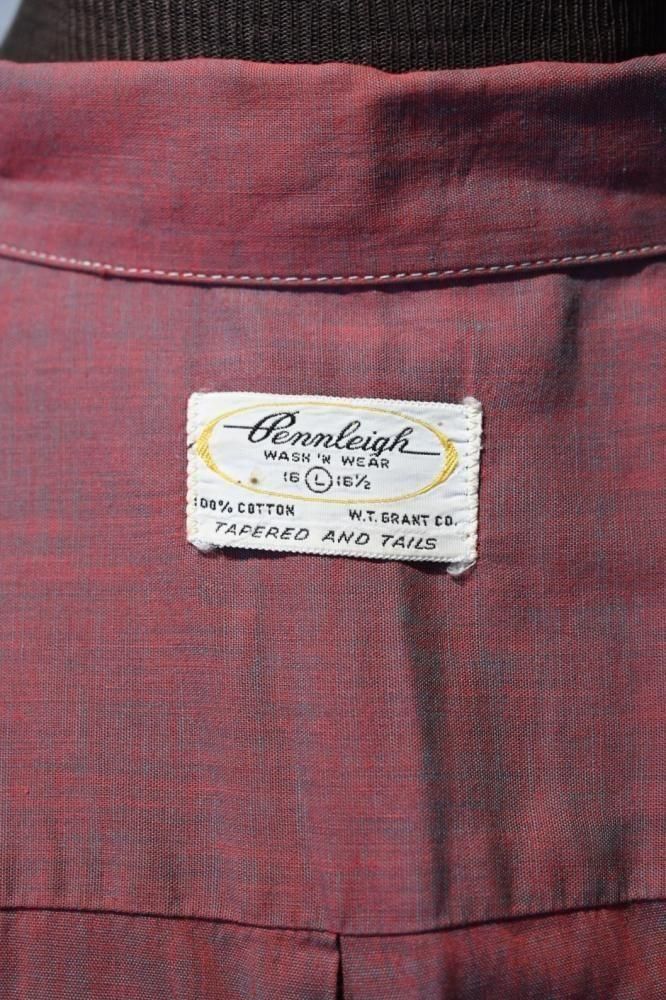 Pennleigh
WASH 'N WEAR
16 L 16½
100% COTTON W.T. GRANT CO.
TAPERED AND TAILS